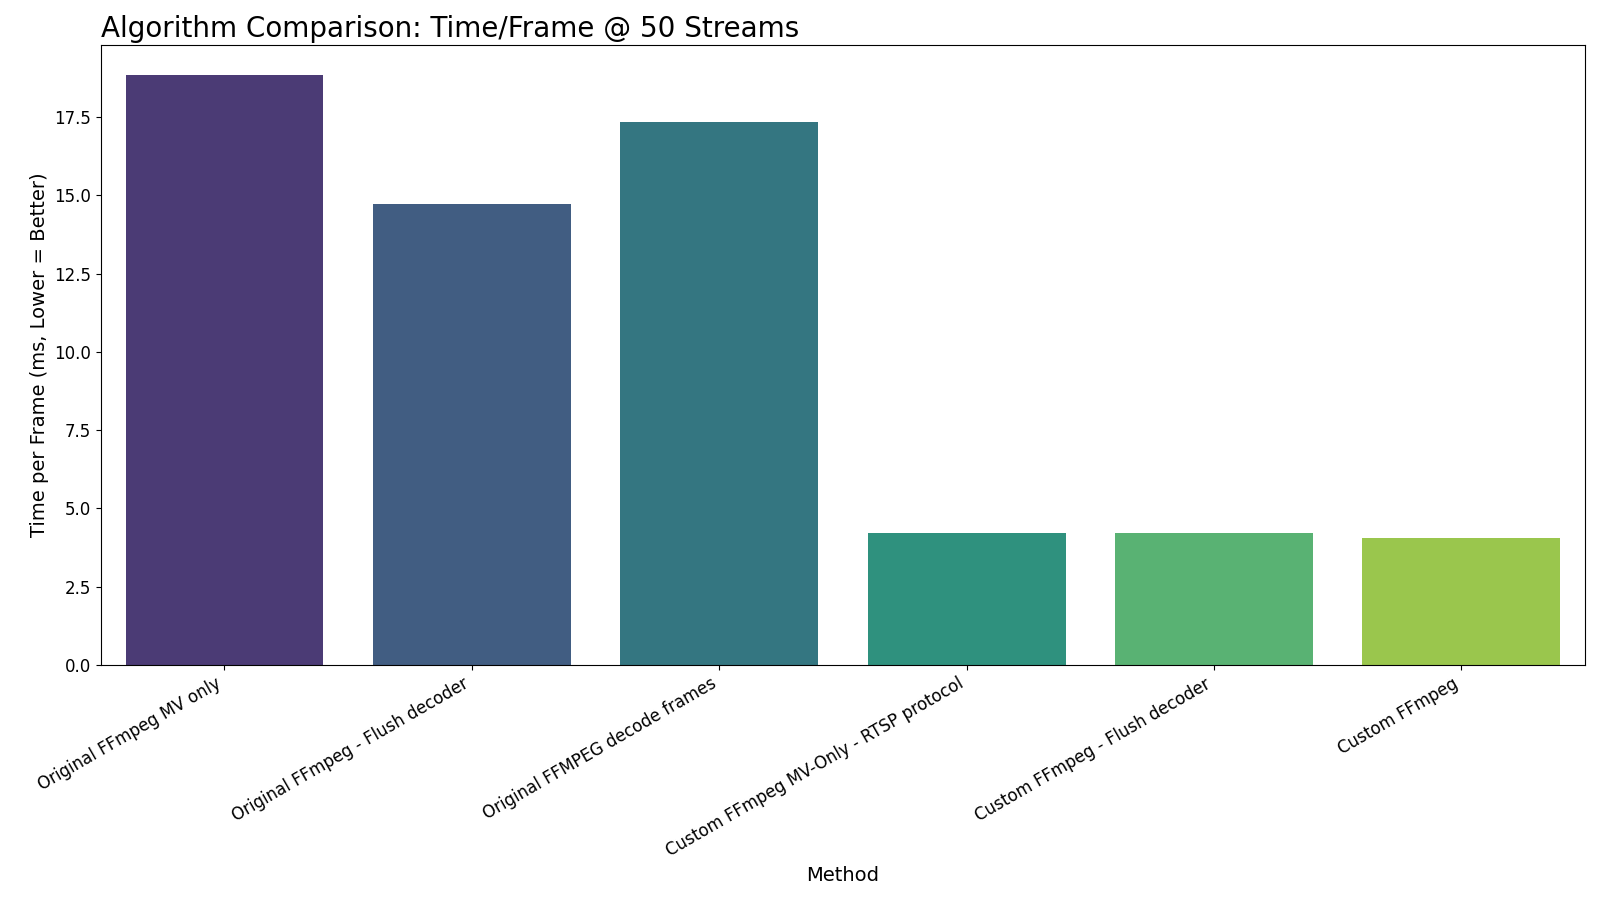 Algorithm Comparison: Time/Frame @ 50 Streams
Time per Frame (ms, Lower = Better)
17.5
15.0
12.5
10.0
7.5
5.0
2.5
0.0
Original FFmpeg MV only
Original FFmpeg - Flush decoder
Original FFMPEG decode frames
Custom FFmpeg MV-Only - RTSP protocol
Custom FFmpeg - Flush decoder
Custom FFmpeg
Method